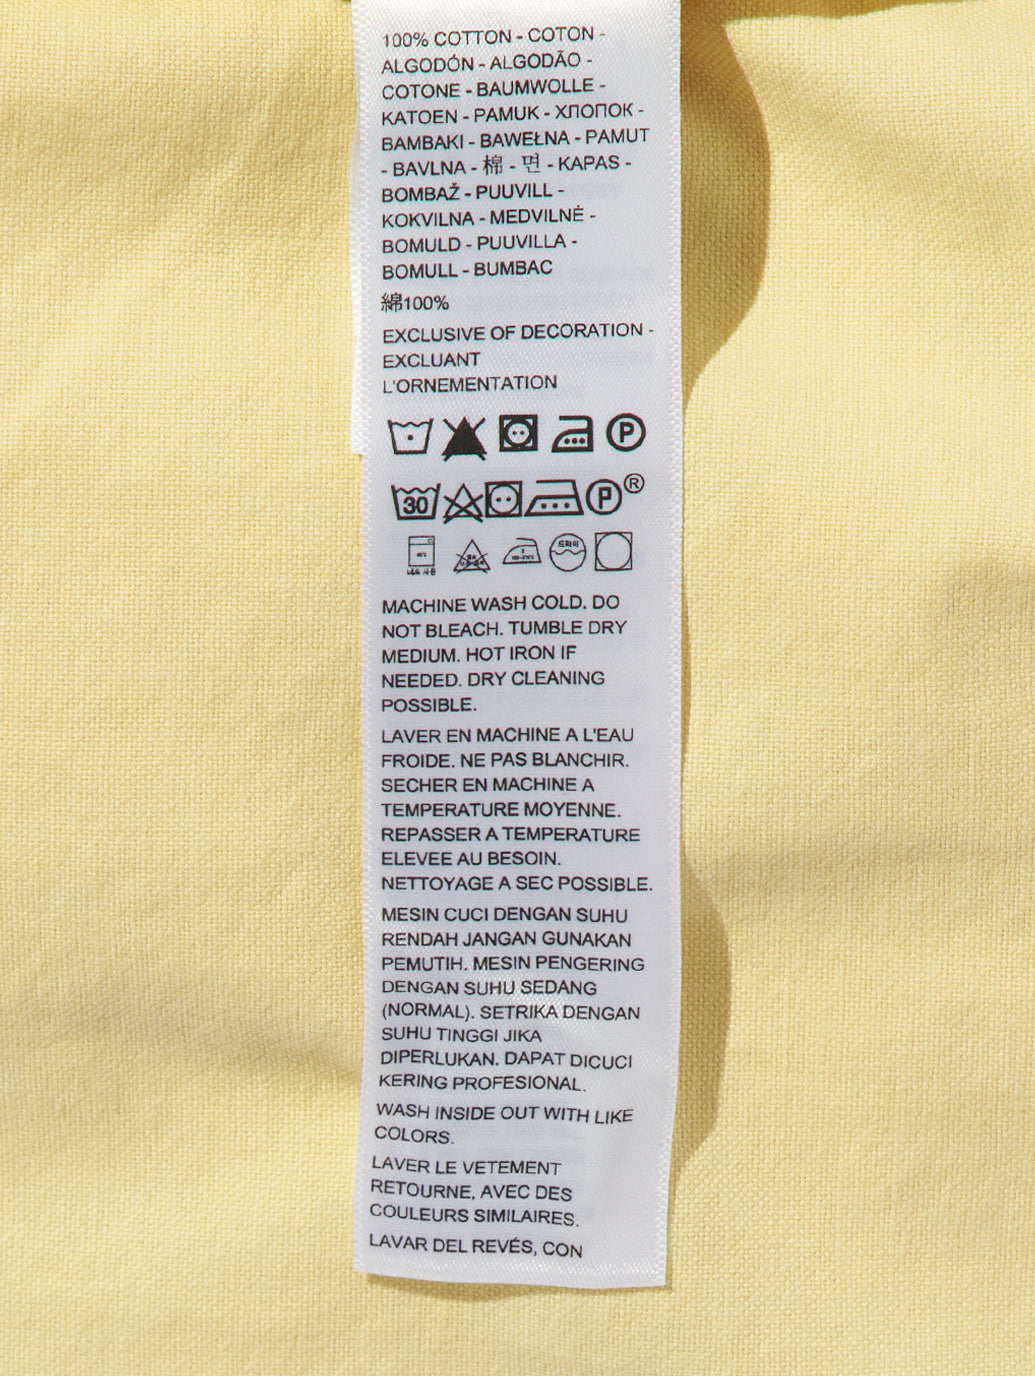 100% COTTON - COTON -
ALGODÓN - ALGODÃO -
COTONE - BAUMWOLLE -
KATOEN - PAMUK - ХЛОПОК -
BAMBAKI - BAWEŁNA - PAMUT
- BAVLNA - 棉 - 면 - KAPAS -
BOMBAŽ - PUUVILL -
KOKVILNA - MEDVILNĖ -
BOMULD - PUUVILLA -
BOMULL - BUMBAC
綿100%
EXCLUSIVE OF DECORATION -
EXCLUANT
L'ORNEMENTATION
P
30 P ®
드라이
MACHINE WASH COLD. DO
NOT BLEACH. TUMBLE DRY
MEDIUM. HOT IRON IF
NEEDED. DRY CLEANING
POSSIBLE.
LAVER EN MACHINE A L'EAU
FROIDE. NE PAS BLANCHIR.
SECHER EN MACHINE A
TEMPERATURE MOYENNE.
REPASSER A TEMPERATURE
ELEVEE AU BESOIN.
NETTOYAGE A SEC POSSIBLE.
MESIN CUCI DENGAN SUHU
RENDAH JANGAN GUNAKAN
PEMUTIH. MESIN PENGERING
DENGAN SUHU SEDANG
(NORMAL). SETRIKA DENGAN
SUHU TINGGI JIKA
DIPERLUKAN. DAPAT DICUCI
KERING PROFESIONAL.
WASH INSIDE OUT WITH LIKE
COLORS.
LAVER LE VETEMENT
RETOURNE, AVEC DES
COULEURS SIMILAIRES.
LAVAR DEL REVÉS, CON